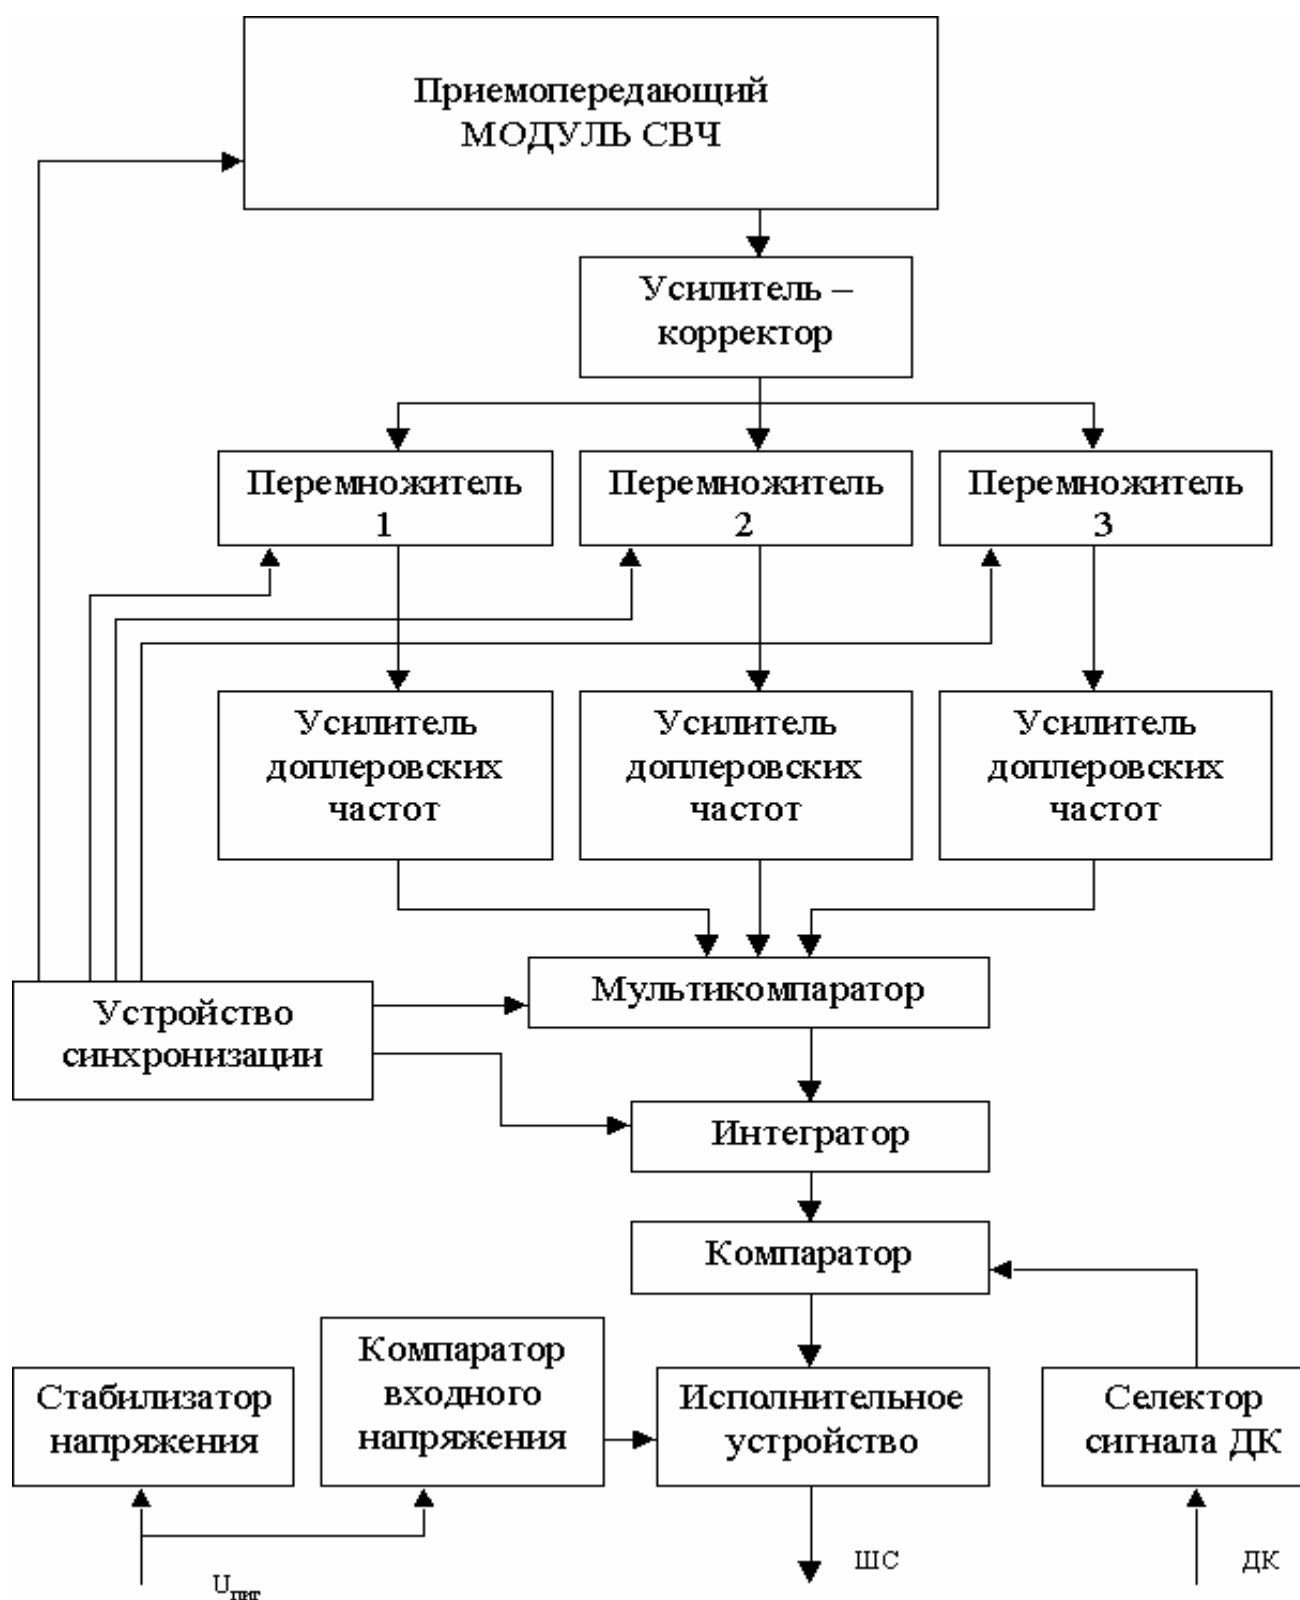 Приемопередающий
МОДУЛЬ СВЧ
Усилитель –
корректор
Перемножитель
1
Перемножитель
2
Перемножитель
3
Усилитель
доплеровских
частот
Усилитель
доплеровских
частот
Усилитель
доплеровских
частот
Мультикомпаратор
Устройство
синхронизации
Интегратор
Компаратор
Компаратор
входного
напряжения
Стабилизатор
напряжения
Исполнительное
устройство
Селектор
сигнала ДК
ШС
ДК
Uпит